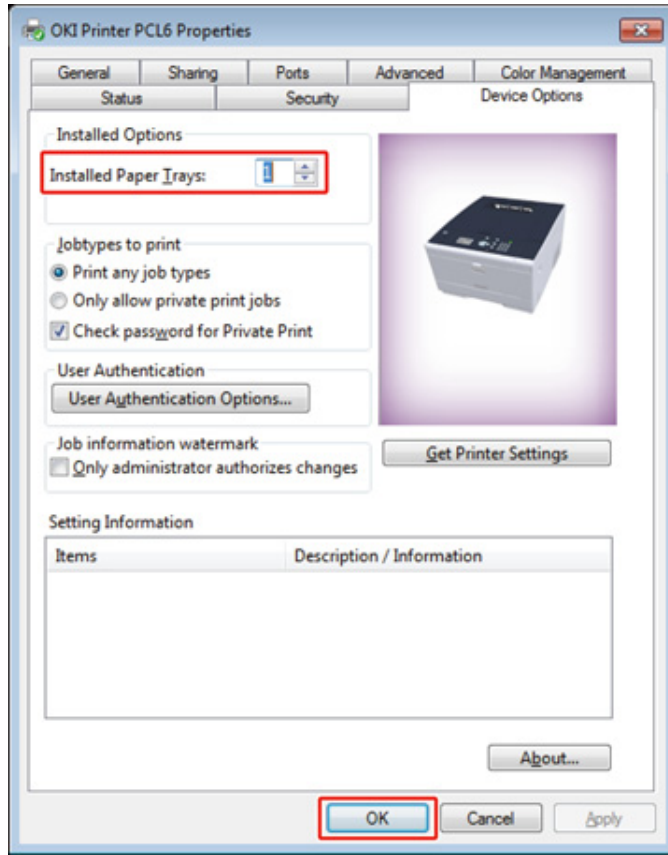 OKI Printer PCL6 Properties
General Sharing Ports Advanced Color Management
Status Security Device Options
Installed Options
Installed Paper Trays: 1
Jobtypes to print
Print any job types
Only allow private print jobs
Check password for Private Print
User Authentication
User Authentication Options...
Job information watermark
Only administrator authorizes changes
Get Printer Settings
Setting Information
Items Description / Information
About...
OK Cancel Apply